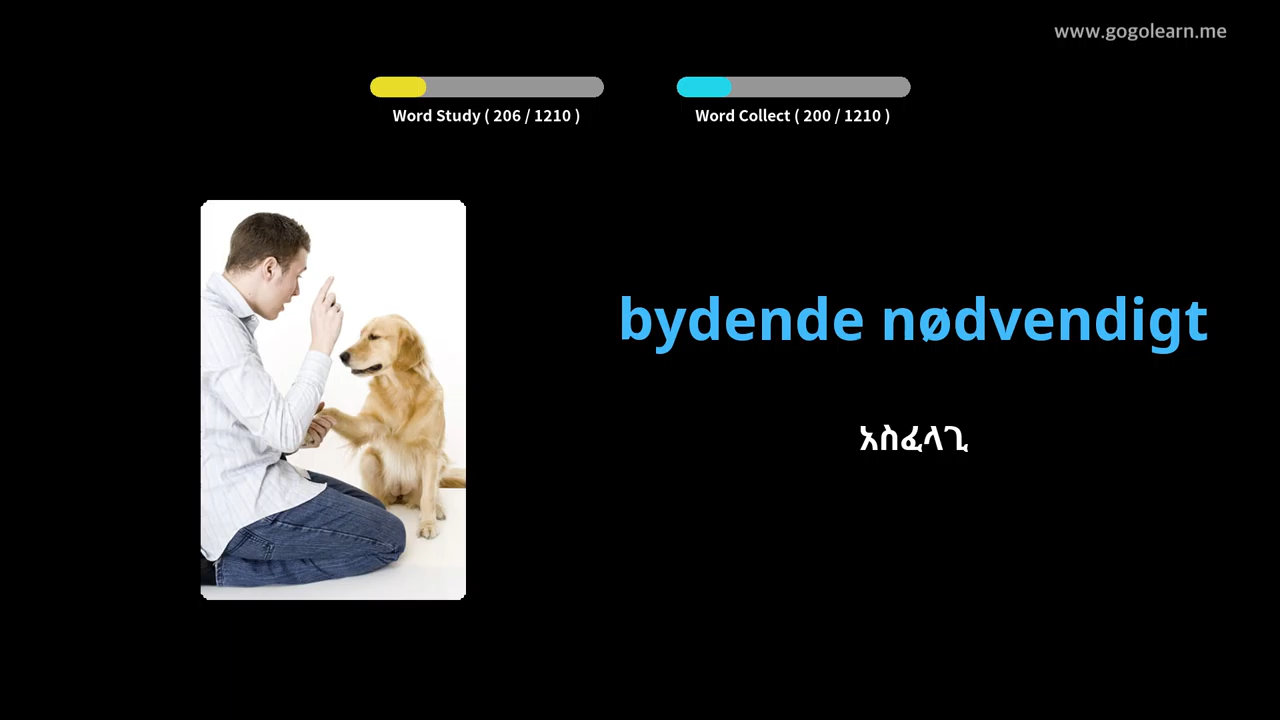 www.gogolearn.me
Word Study ( 206 / 1210 )
Word Collect ( 200 / 1210 )
bydende nødvendigt
አስፈላጊ